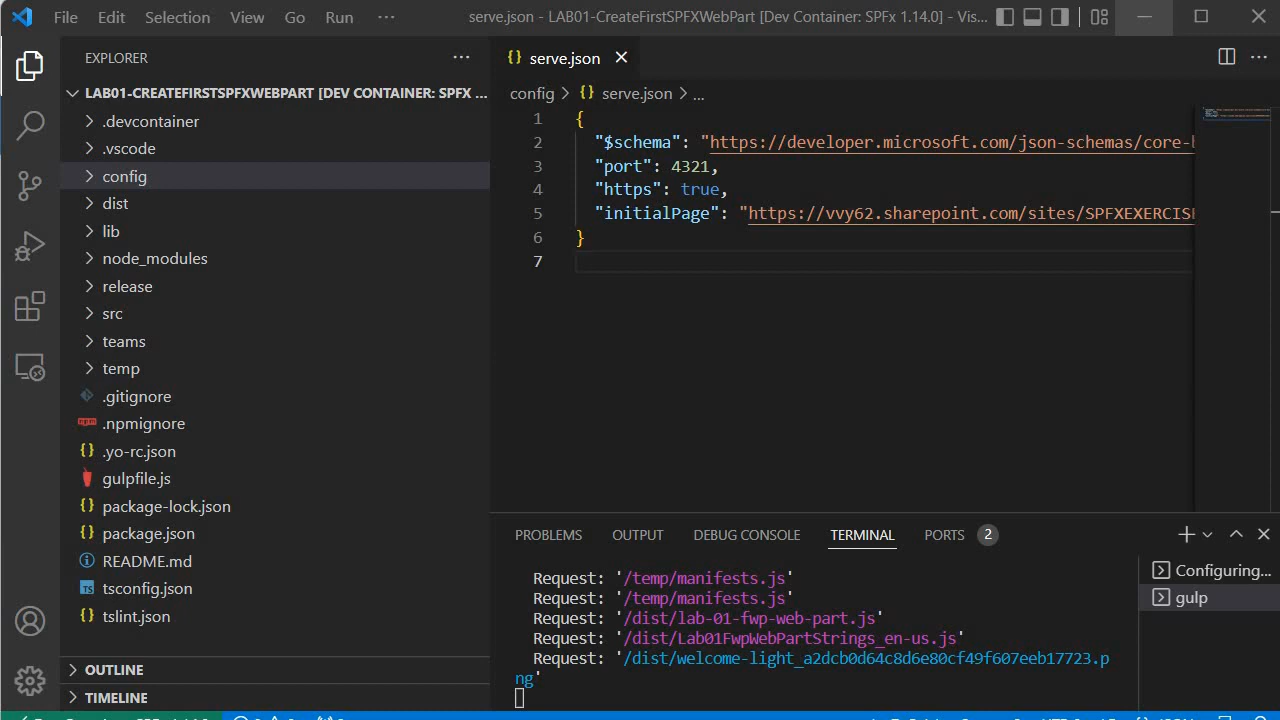 File Edit Selection View Go Run ··· serve.json - LAB01-CreateFirstSPFXWebPart [Dev Container: SPFx 1.14.0] - Vis...
EXPLORER ···
serve.json
LAB01-CREATEFIRSTSPFXWEBPART [DEV CONTAINER: SPFX ...
config > {} serve.json > ...
.devcontainer
.vscode
config
dist
lib
node_modules
release
src
teams
temp
.gitignore
.npmignore
.yo-rc.json
gulpfile.js
package-lock.json
package.json
README.md
tsconfig.json
tslint.json
OUTLINE
TIMELINE
1 {
2 "$schema": "https://developer.microsoft.com/json-schemas/core-b
3 "port": 4321,
4 "https": true,
5 "initialPage": "https://vvy62.sharepoint.com/sites/SPFXEXERCISE
6 }
7
PROBLEMS OUTPUT DEBUG CONSOLE TERMINAL PORTS 2
Request: '/temp/manifests.js'
Request: '/temp/manifests.js'
Request: '/dist/lab-01-fwp-web-part.js'
Request: '/dist/Lab01FwpWebPartStrings_en-us.js'
Request: '/dist/welcome-light_a2dcb0d64c8d6e80cf49f607eeb17723.p
ng'
Configuring...
gulp